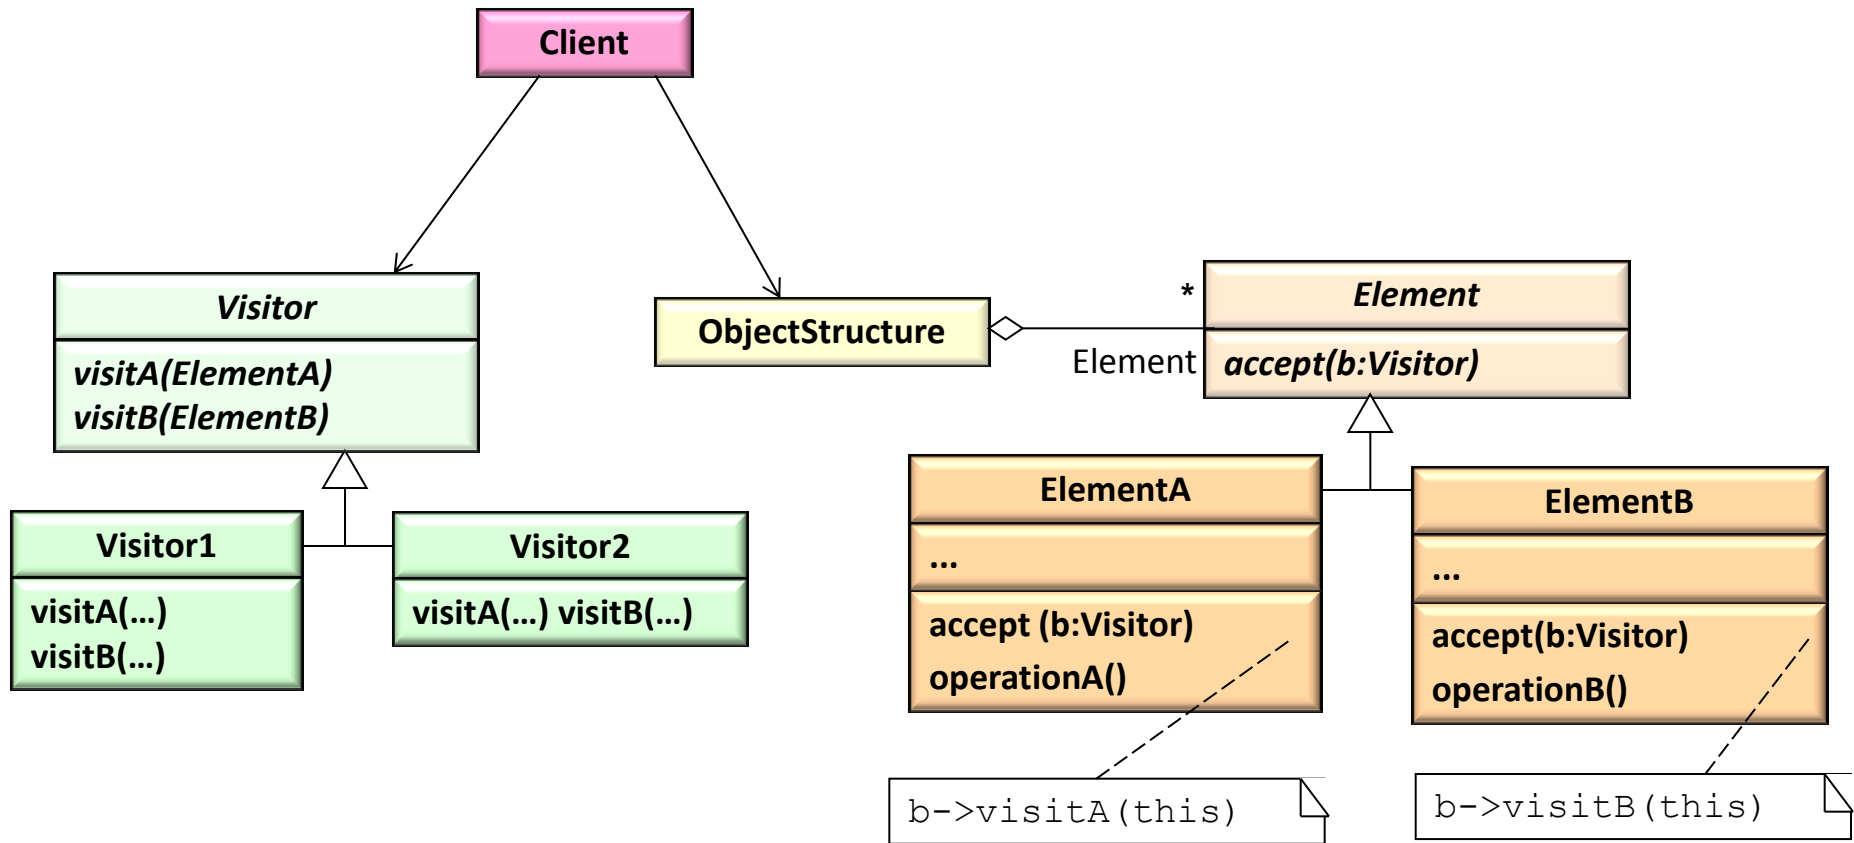 Client
Visitor
visitA(ElementA)
visitB(ElementB)
ObjectStructure
*
Element
Element
accept(b:Visitor)
Visitor1
visitA(...)
visitB(...)
Visitor2
visitA(...) visitB(...)
ElementA
...
accept (b:Visitor)
operationA()
ElementB
...
accept(b:Visitor)
operationB()
b->visitA(this)
b->visitB(this)